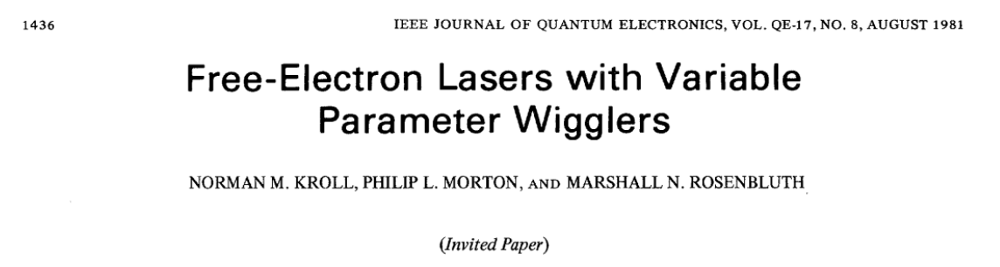 1436
IEEE JOURNAL OF QUANTUM ELECTRONICS, VOL. QE-17, NO. 8, AUGUST 1981
Free-Electron Lasers with Variable
Parameter Wigglers
NORMAN M. KROLL, PHILIP L. MORTON, AND MARSHALL N. ROSENBLUTH
(Invited Paper)